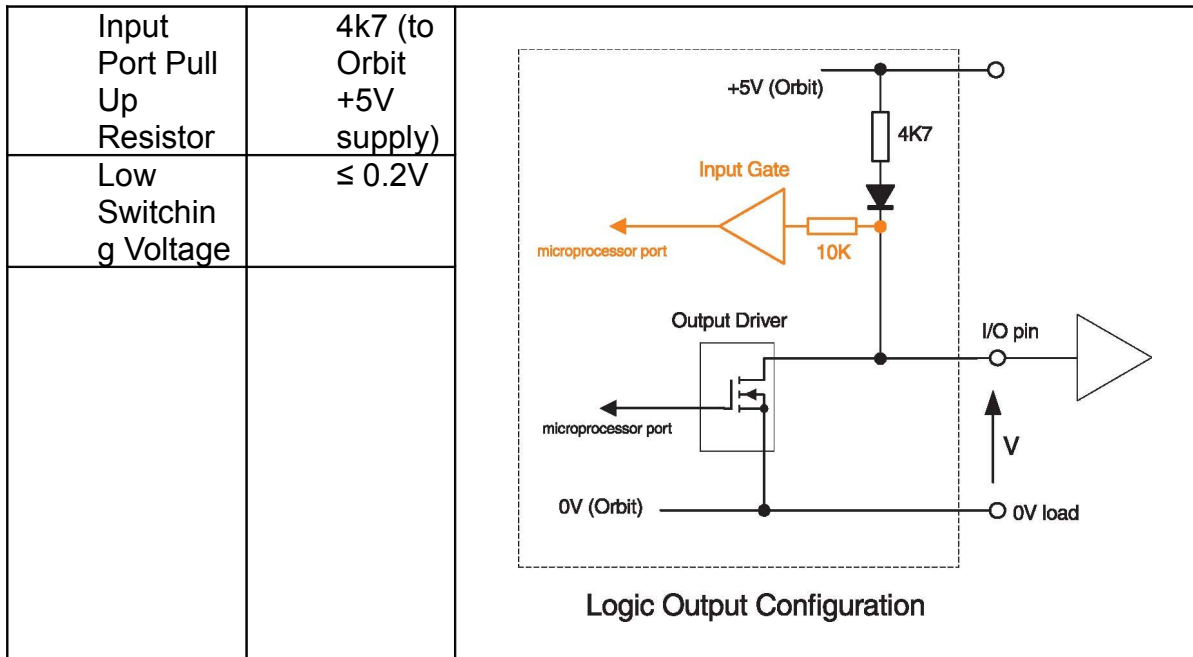 Input
Port Pull
Up
Resistor
4k7 (to
Orbit
+5V
supply)
Low
Switchin
g Voltage
≤ 0.2V
+5V (Orbit)
4K7
Input Gate
microprocessor port
10K
Output Driver
I/O pin
microprocessor port
V
0V (Orbit)
0V load
Logic Output Configuration